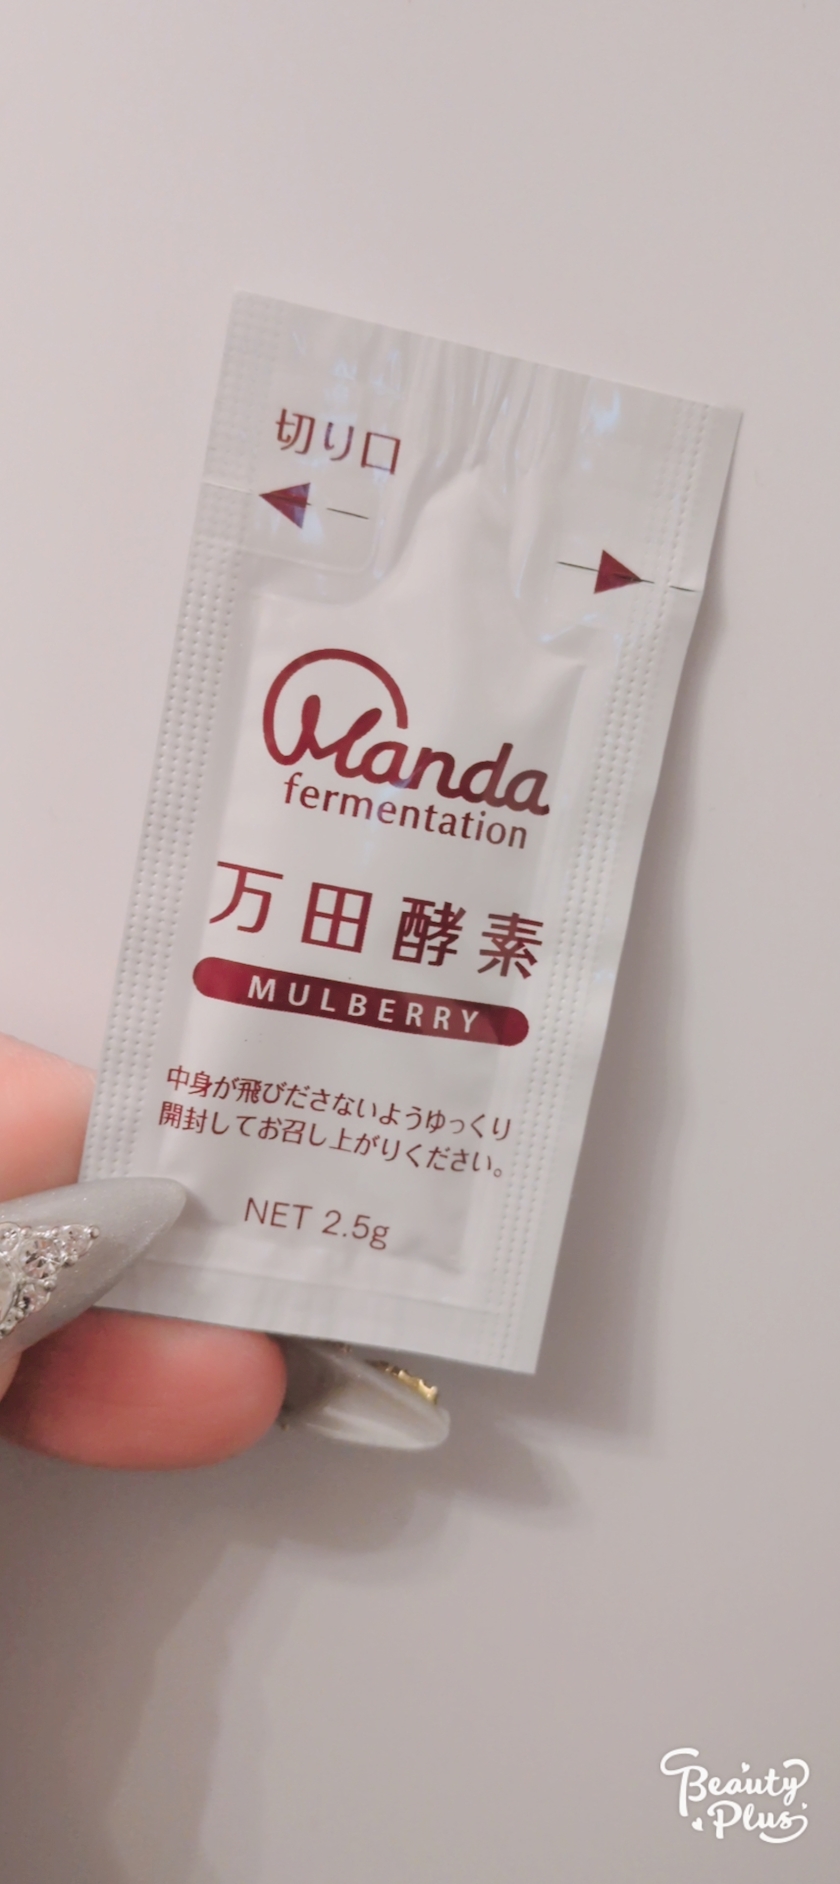 切り口
Manda
fermentation
万田酵素
MULBERRY
中身が飛びださないようゆっくり
開封してお召し上がりください。
NET 2.5g
Beauty
Plus